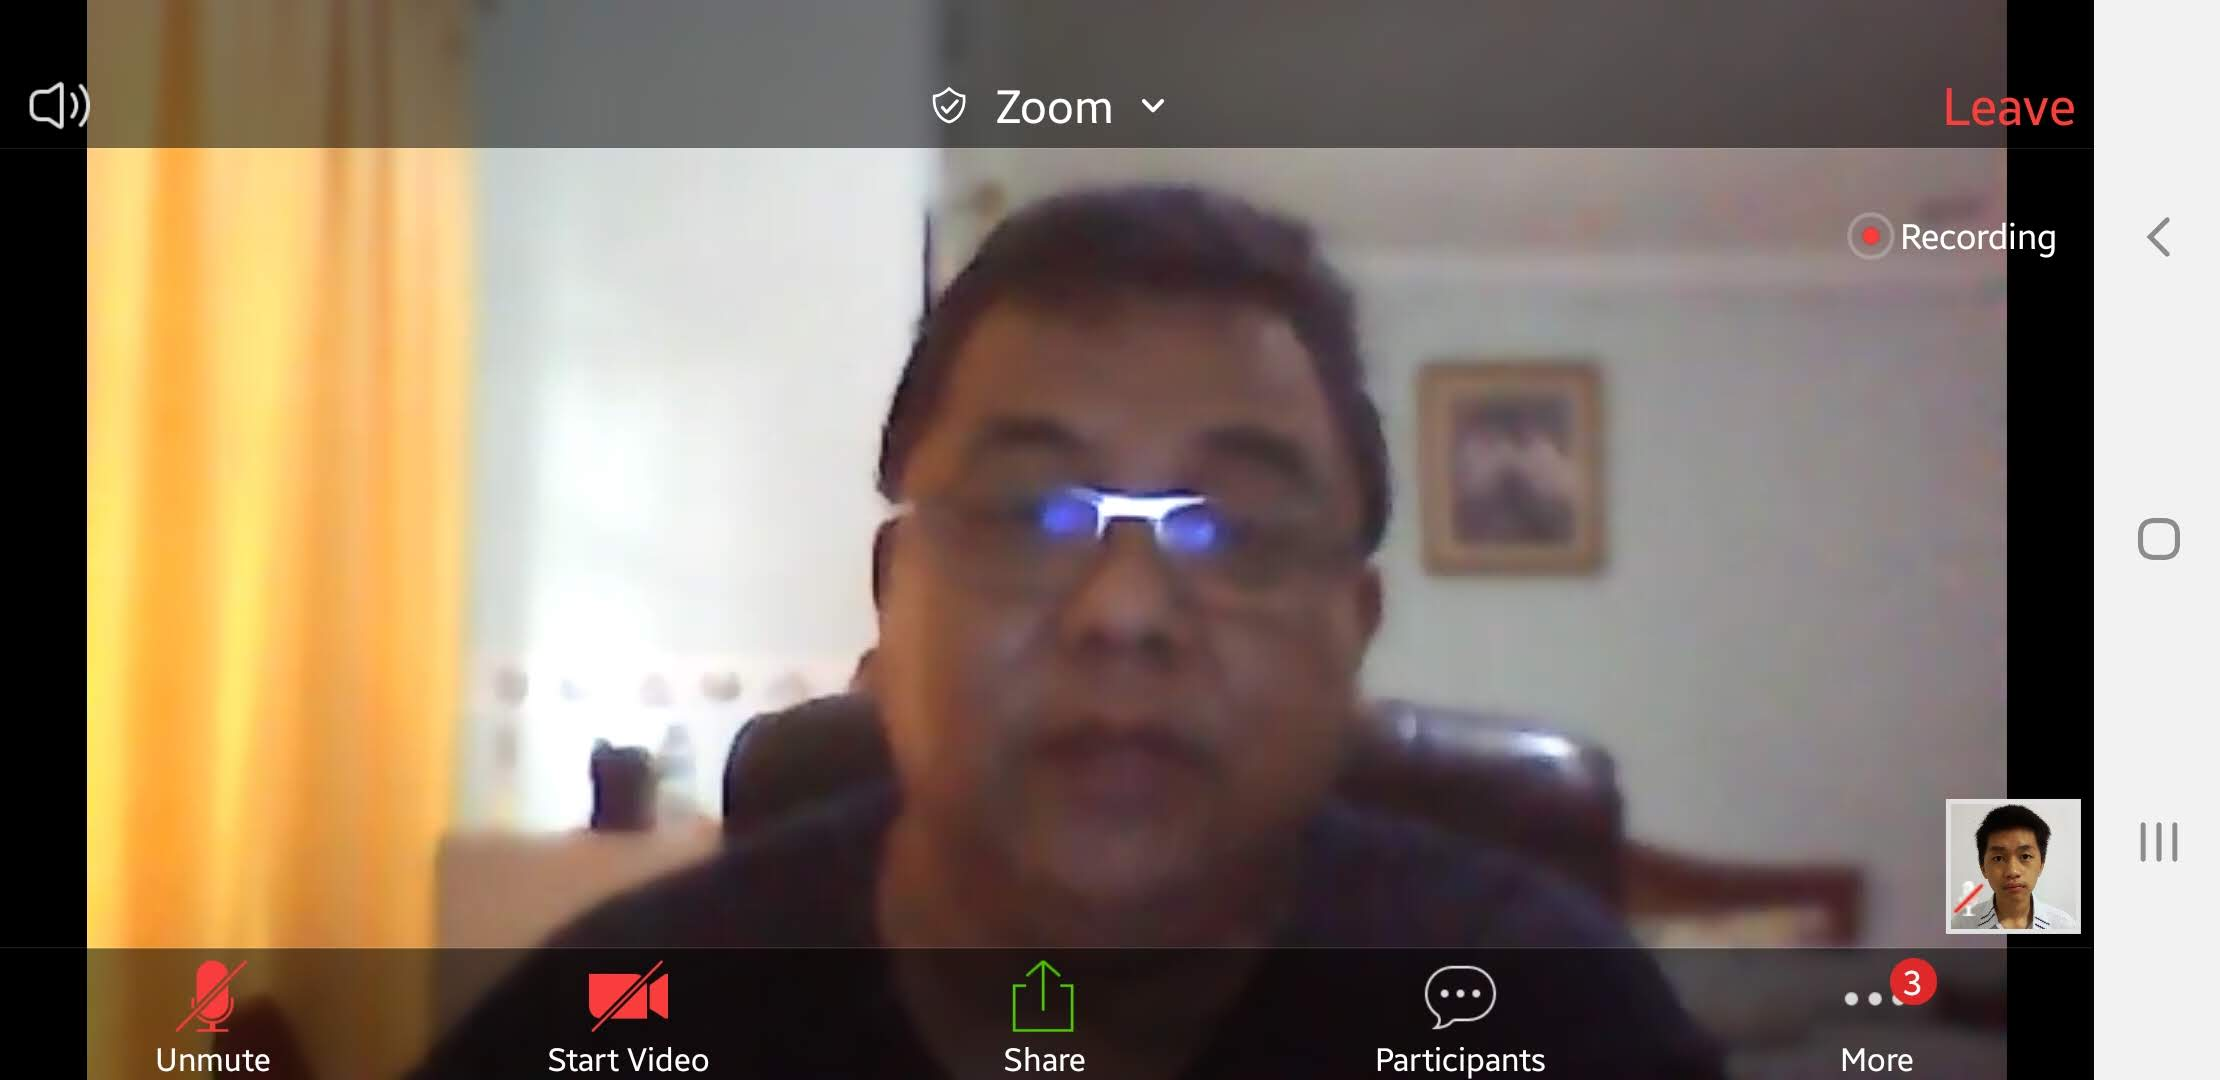 Zoom
Leave
Recording
3
Unmute
Start Video
Share
Participants
More